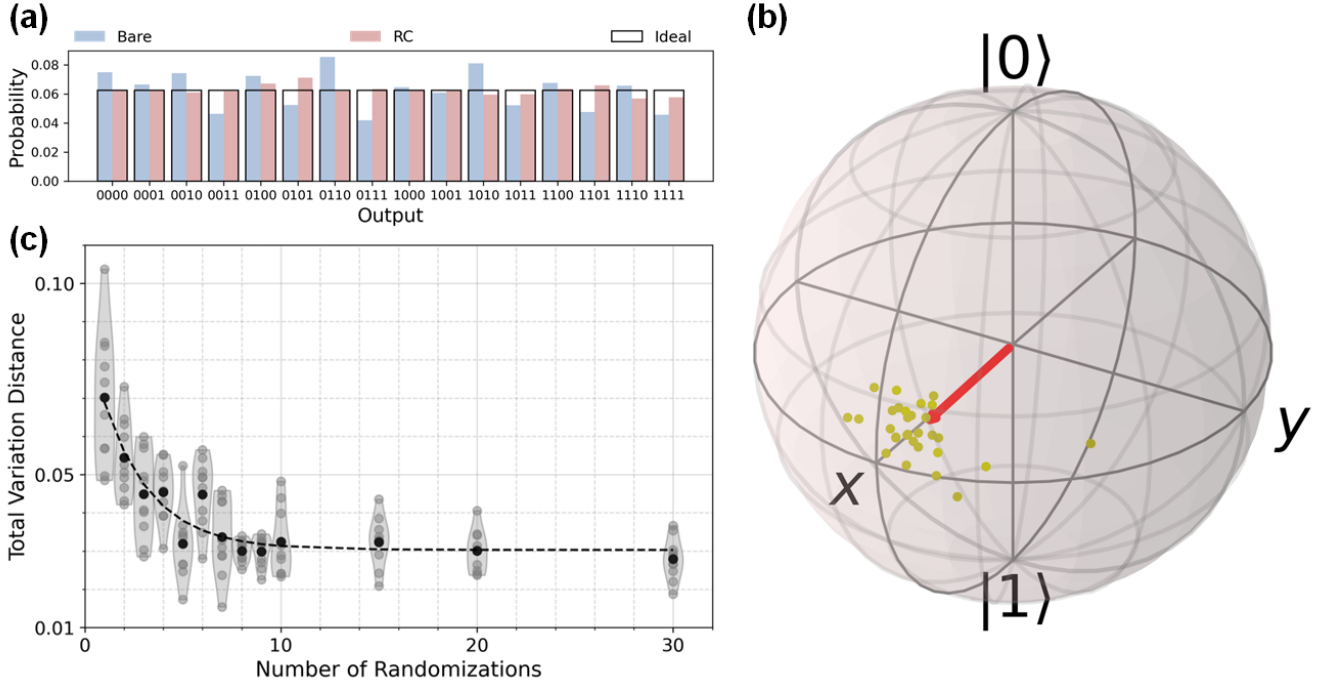 (a)
Bare RC Ideal
0.08
0.06
0.04
0.02
0.00
Probability
0000 0001 0010 0011 0100 0101 0110 0111 1000 1001 1010 1011 1100 1101 1110 1111
Output
(b)
|0⟩
x
y
|1⟩
(c)
0.10
0.05
0.01
Total Variation Distance
0 10 20 30
Number of Randomizations